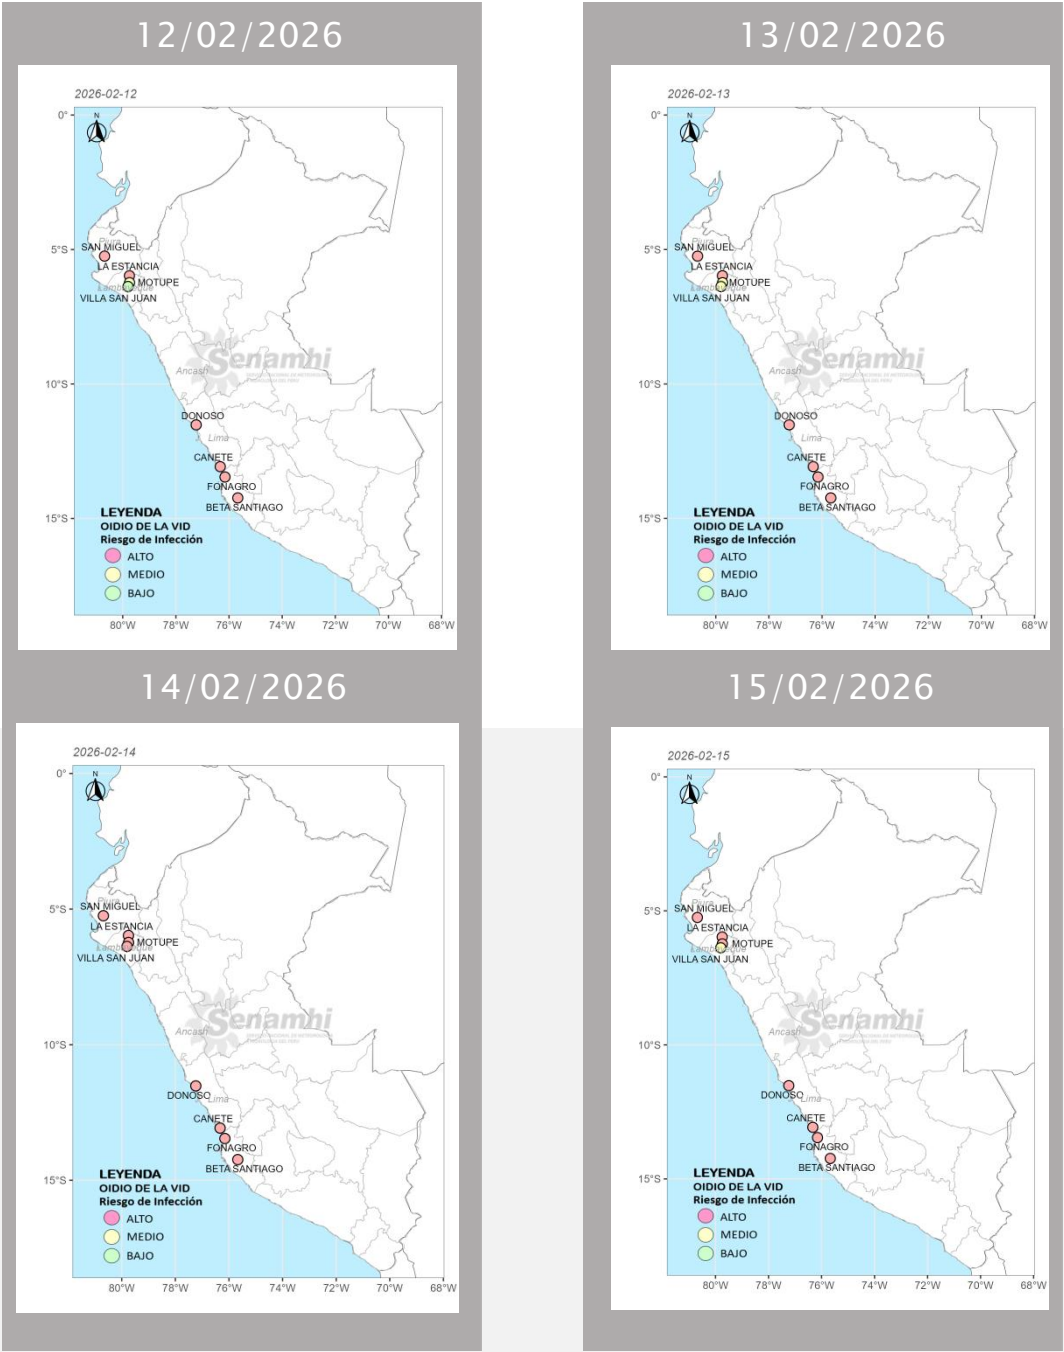 12/02/2026
2026-02-12
N
0°
5°S
10°S
15°S
Piura
SAN MIGUEL
LA ESTANCIA
MOTUPE
VILLA SAN JUAN
Senamhi
Ancash
DONOSO
Lima
CANETE
FONAGRO
BETA SANTIAGO
LEYENDA
OIDIO DE LA VID
Riesgo de Infección
ALTO
MEDIO
BAJO
80°W 78°W 76°W 74°W 72°W 70°W 68°W
13/02/2026
2026-02-13
N
0°
5°S
10°S
15°S
Piura
SAN MIGUEL
LA ESTANCIA
MOTUPE
VILLA SAN JUAN
Senamhi
Ancash
DONOSO
Lima
CANETE
FONAGRO
BETA SANTIAGO
LEYENDA
OIDIO DE LA VID
Riesgo de Infección
ALTO
MEDIO
BAJO
80°W 78°W 76°W 74°W 72°W 70°W 68°W
14/02/2026
2026-02-14
N
0°
5°S
10°S
15°S
Piura
SAN MIGUEL
LA ESTANCIA
MOTUPE
VILLA SAN JUAN
Senamhi
Ancash
DONOSO
Lima
CANETE
FONAGRO
BETA SANTIAGO
LEYENDA
OIDIO DE LA VID
Riesgo de Infección
ALTO
MEDIO
BAJO
80°W 78°W 76°W 74°W 72°W 70°W 68°W
15/02/2026
2026-02-15
N
0°
5°S
10°S
15°S
Piura
SAN MIGUEL
LA ESTANCIA
MOTUPE
VILLA SAN JUAN
Senamhi
Ancash
DONOSO
Lima
CANETE
FONAGRO
BETA SANTIAGO
LEYENDA
OIDIO DE LA VID
Riesgo de Infección
ALTO
MEDIO
BAJO
80°W 78°W 76°W 74°W 72°W 70°W 68°W